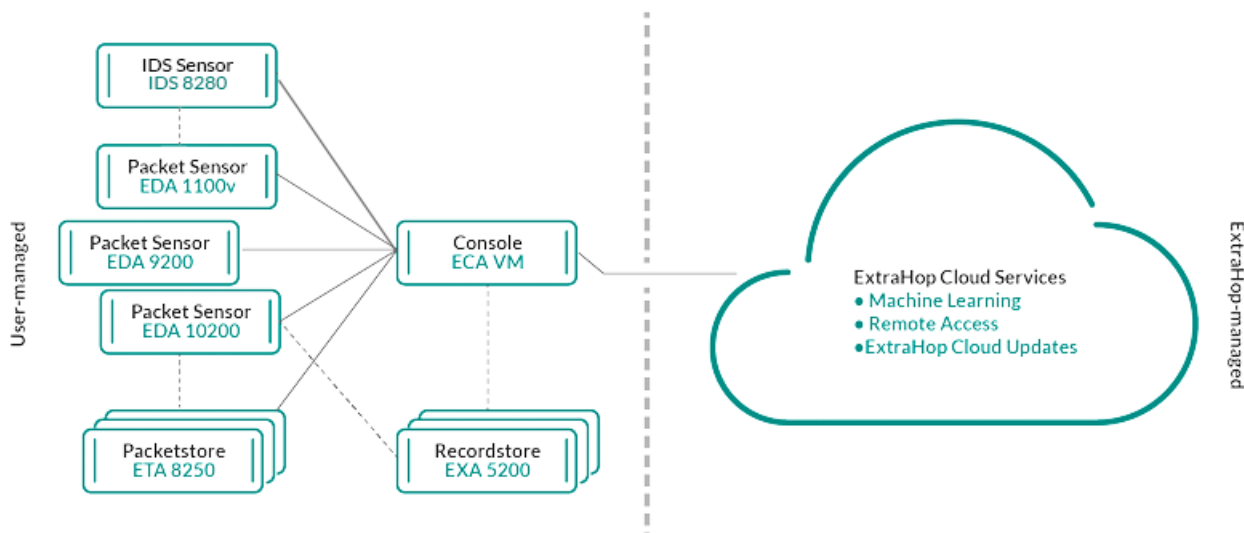 User-managed
IDS Sensor
IDS 8280
Packet Sensor
EDA 1100v
Packet Sensor
EDA 9200
Packet Sensor
EDA 10200
Packetstore
ETA 8250
Console
ECA VM
Recordstore
EXA 5200
ExtraHop Cloud Services
● Machine Learning
● Remote Access
●ExtraHop Cloud Updates
ExtraHop-managed